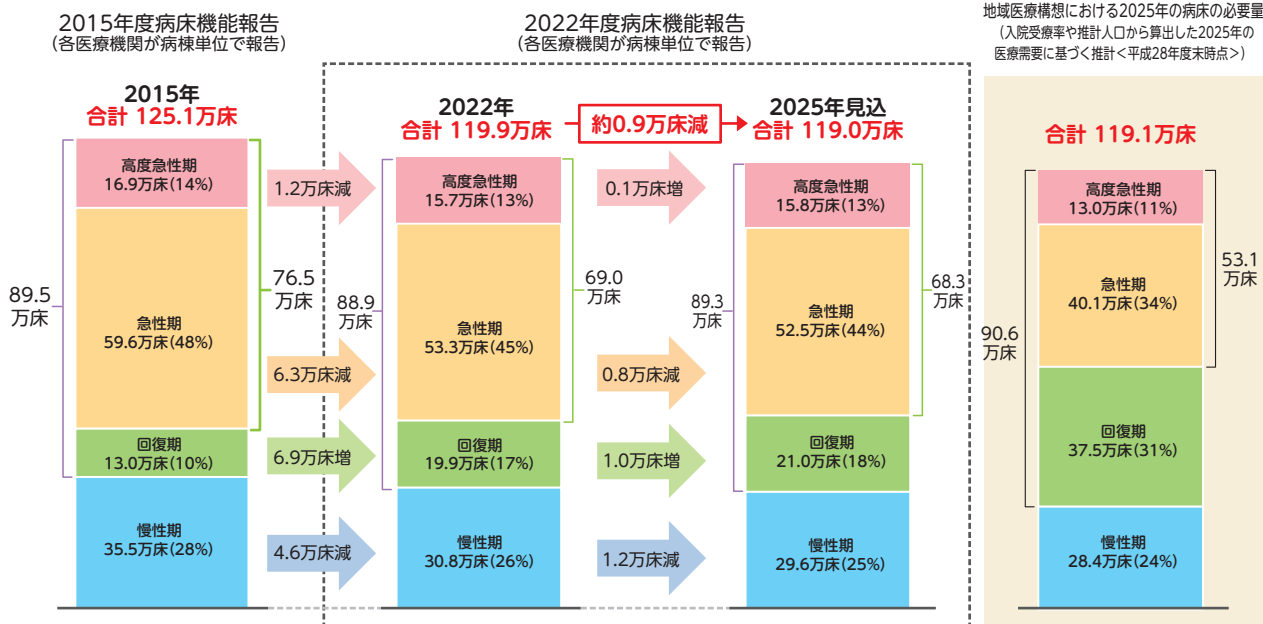 2015年度病床機能報告
(各医療機関が病棟単位で報告)
2015年
合計 125.1万床
高度急性期
16.9万床(14%)
急性期
59.6万床(48%)
回復期
13.0万床(10%)
慢性期
35.5万床(28%)
89.5
万床
76.5
万床
1.2万床減
6.3万床減
6.9万床増
4.6万床減
2022年度病床機能報告
(各医療機関が病棟単位で報告)
2022年
合計 119.9万床
約0.9万床減
高度急性期
15.7万床(13%)
急性期
53.3万床(45%)
回復期
19.9万床(17%)
慢性期
30.8万床(26%)
88.9
万床
69.0
万床
0.1万床増
0.8万床減
1.0万床増
1.2万床減
2025年見込
合計 119.0万床
高度急性期
15.8万床(13%)
急性期
52.5万床(44%)
回復期
21.0万床(18%)
慢性期
29.6万床(25%)
89.3
万床
68.3
万床
地域医療構想における2025年の病床の必要量
(入院受療率や推計人口から算出した2025年の
医療需要に基づく推計<平成28年度末時点>)
合計 119.1万床
高度急性期
13.0万床(11%)
急性期
40.1万床(34%)
回復期
37.5万床(31%)
慢性期
28.4万床(24%)
90.6
万床
53.1
万床